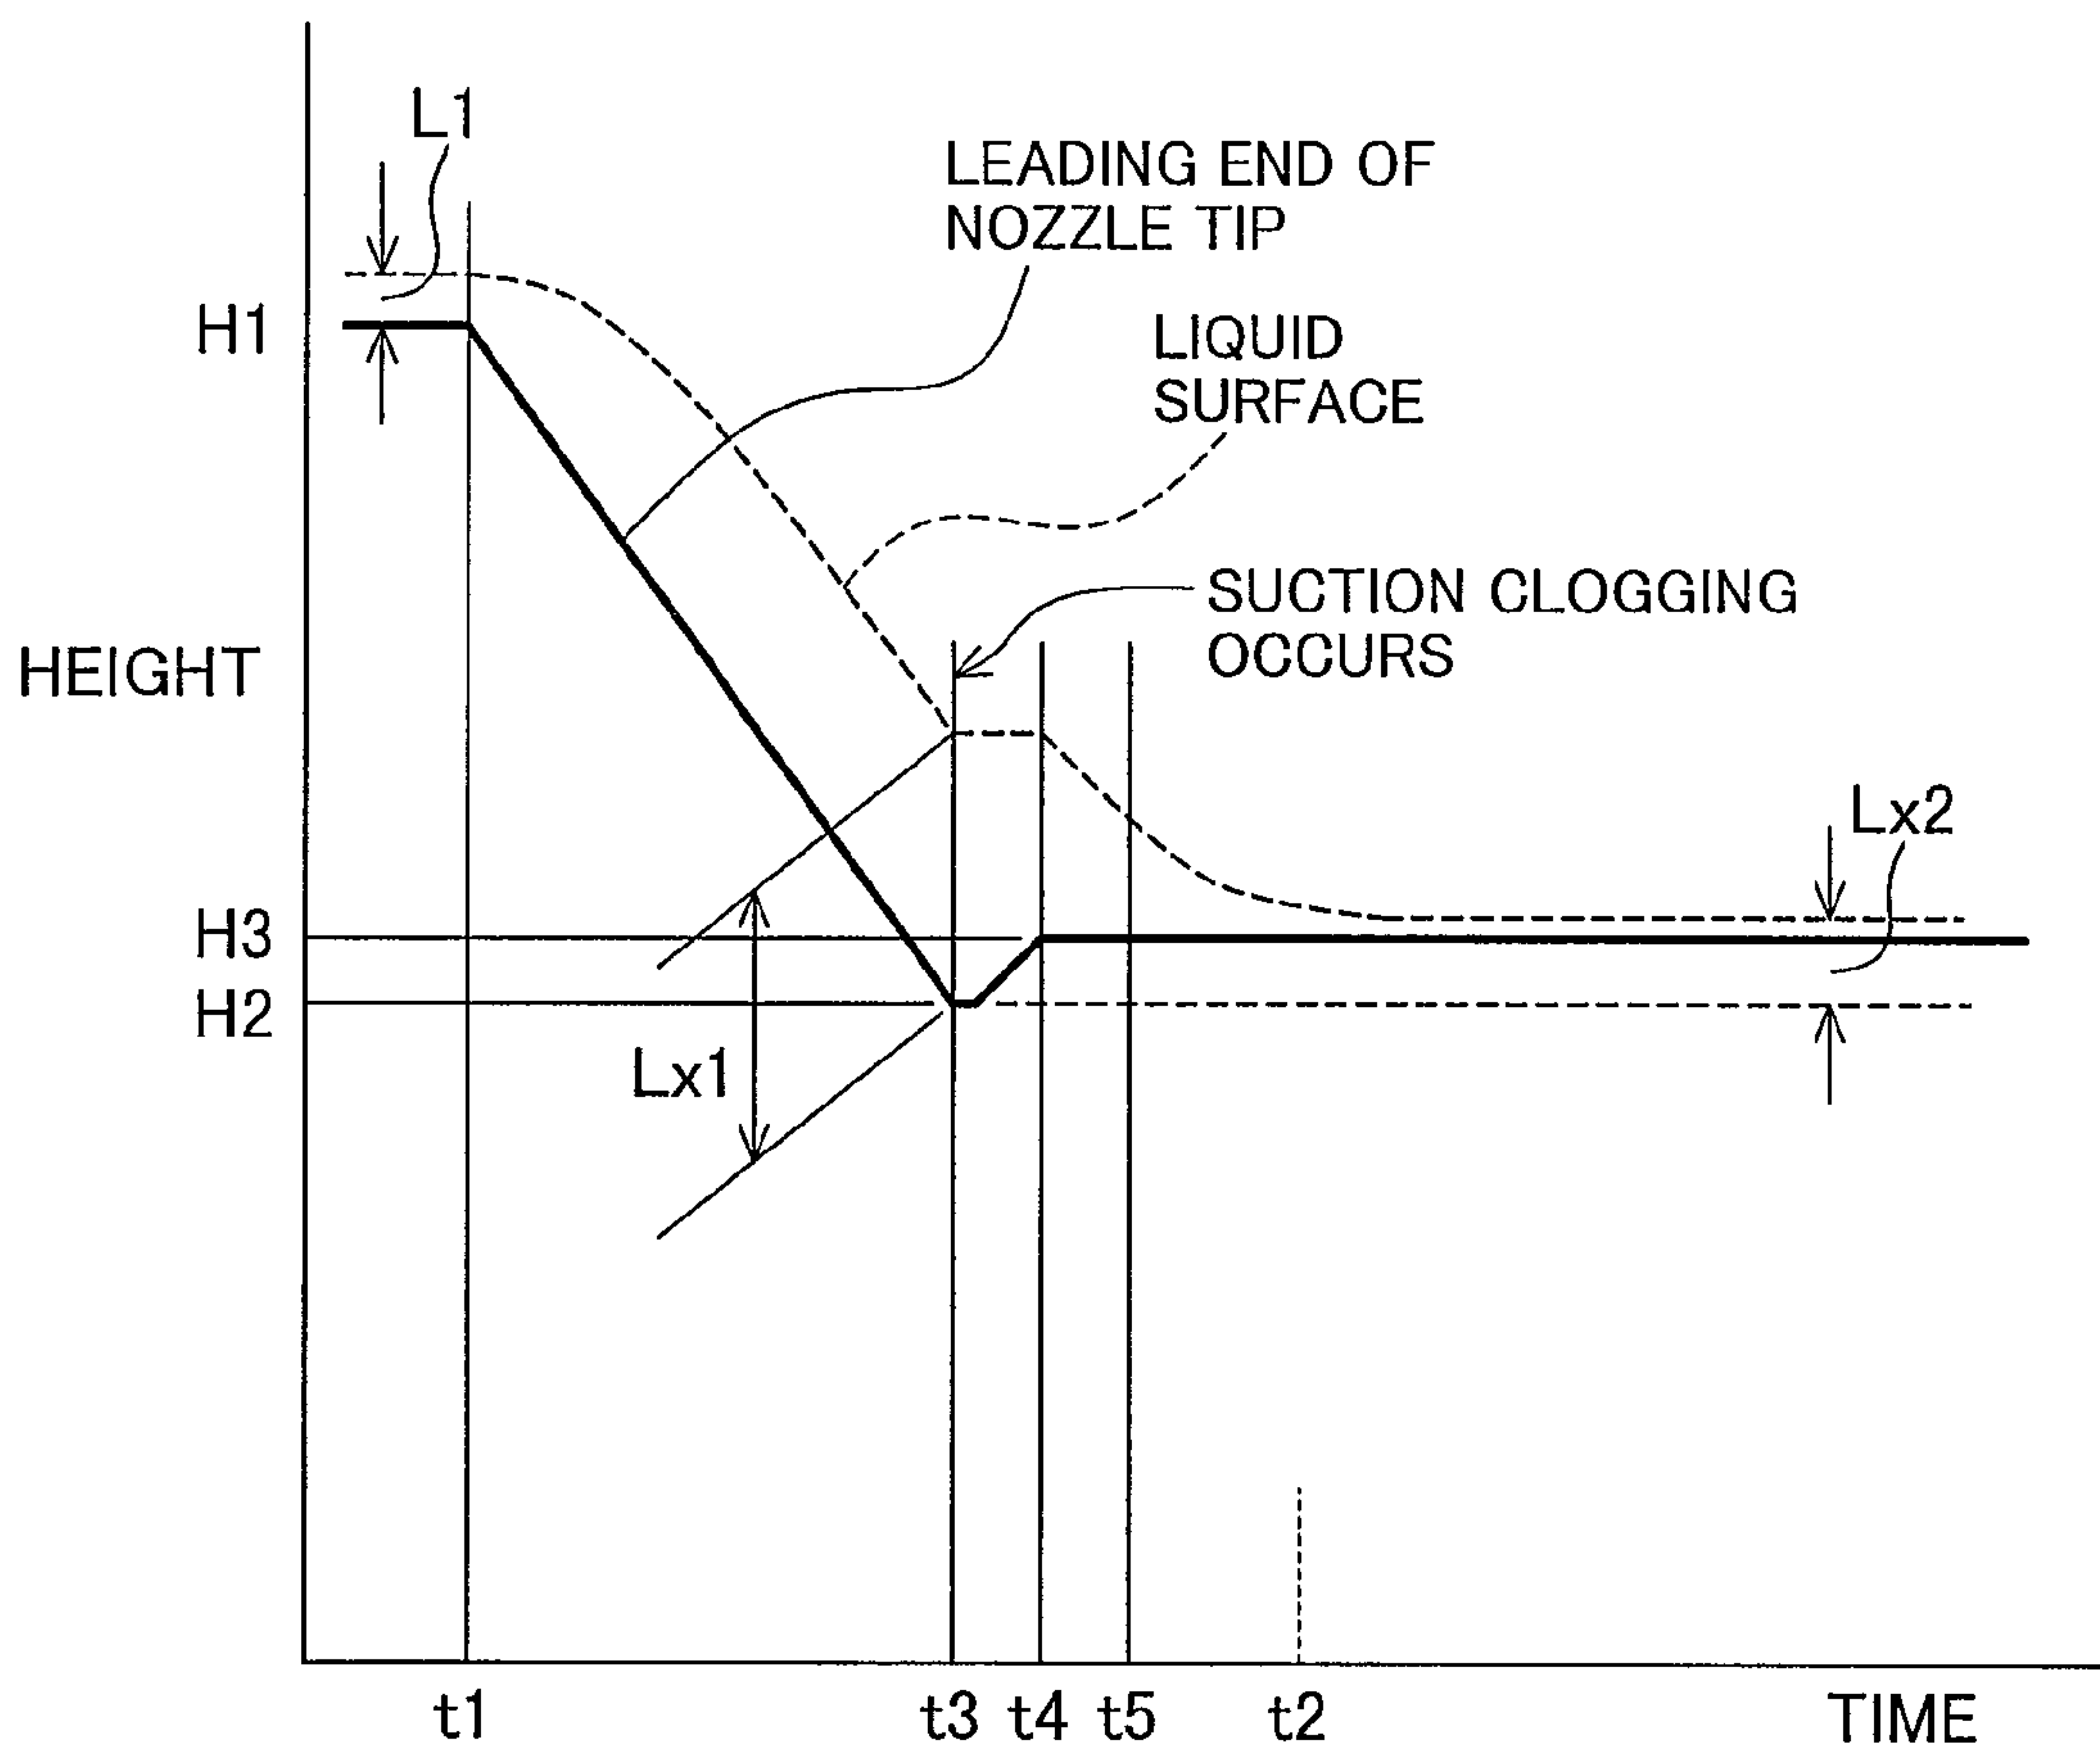 L1
LEADING END OF
NOZZLE TIP
H1
LIQUID
SURFACE
SUCTION CLOGGING
OCCURS
HEIGHT
Lx2
H3
H2
Lx1
t1
t3
t4
t5
t2
TIME